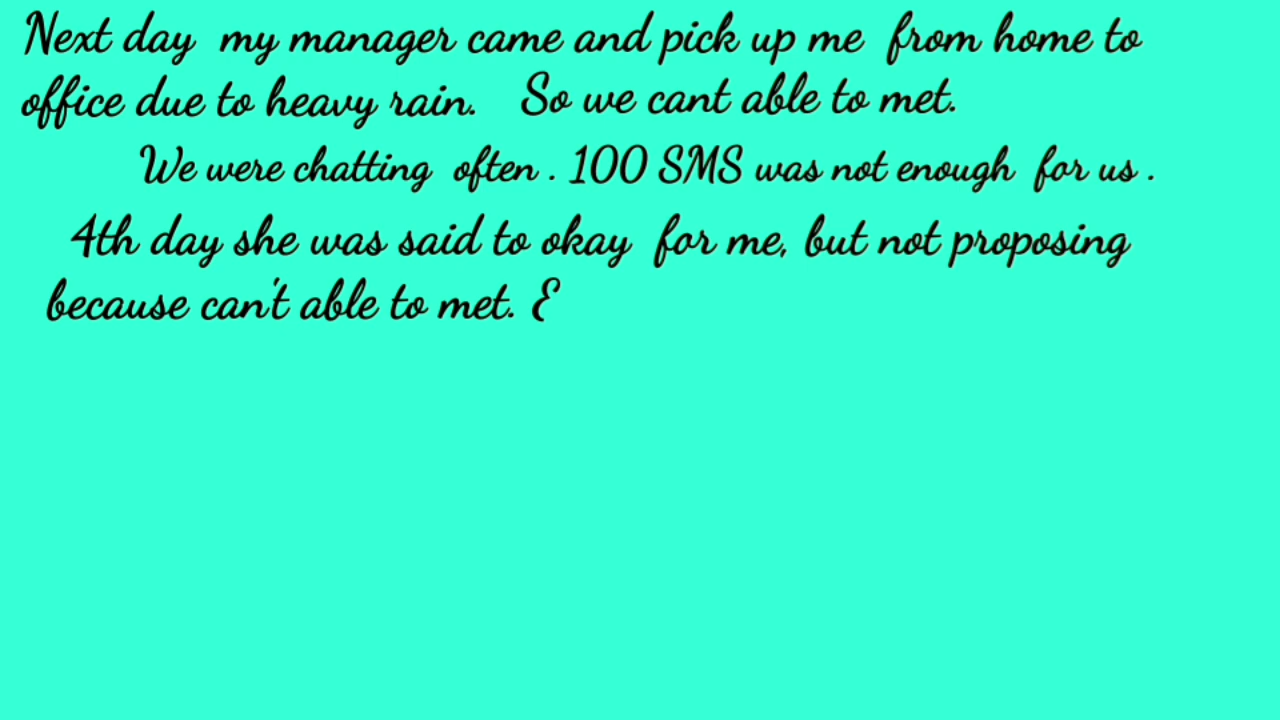 Next day my manager came and pick up me from home to
office due to heavy rain. So we cant able to met.
We were chatting often . 100 SMS was not enough for us .
4th day she was said to okay for me, but not proposing
because can't able to met. E